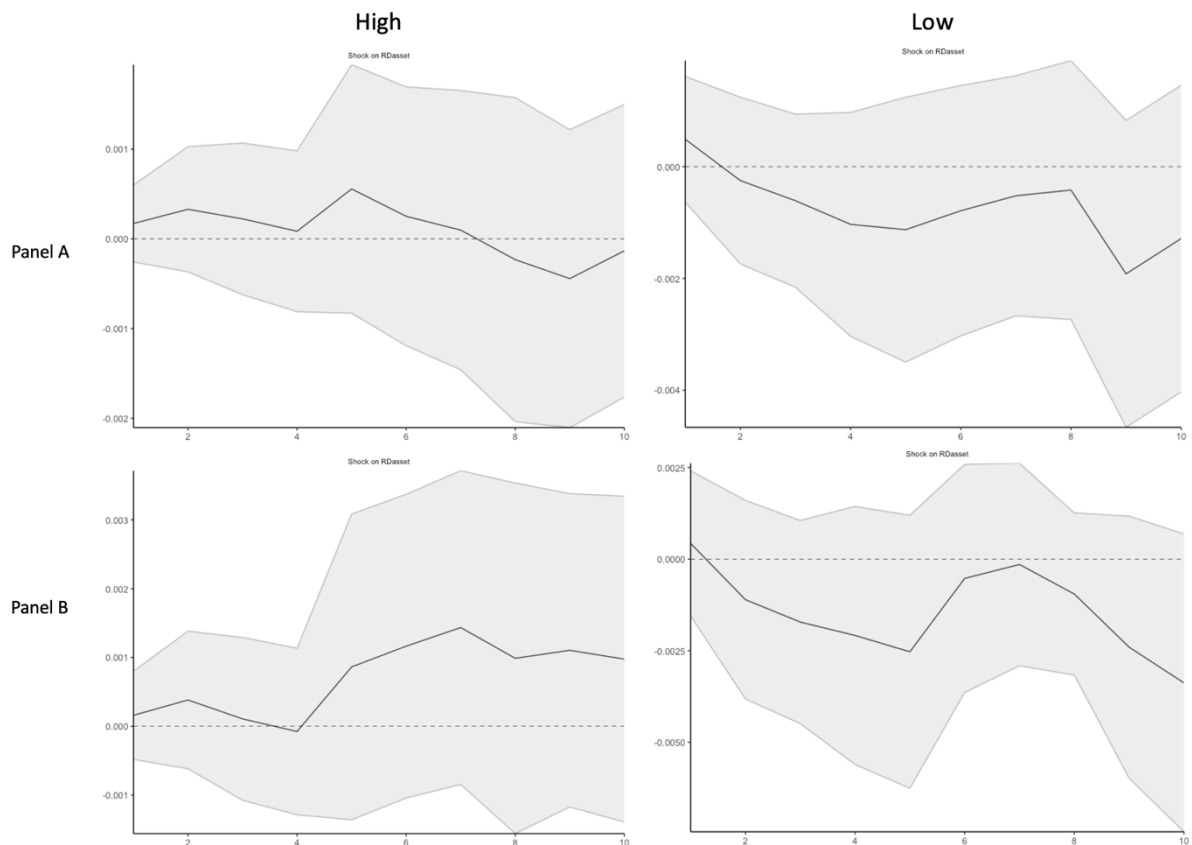 High Low
Shock on RDasset Shock on RDasset
0.001
0.000
-0.001
-0.002
2 4 6 8 10
0.000
-0.002
-0.004
2 4 6 8 10
Panel A
Shock on RDasset Shock on RDasset
0.003
0.002
0.001
0.000
-0.001
2 4 6 8 10
0.0025
0.0000
-0.0025
-0.0050
2 4 6 8 10
Panel B